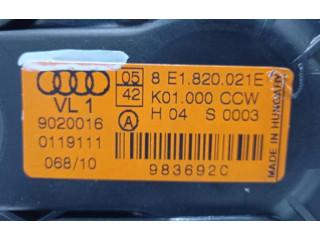 05 8 E1.820.021E
42 K01.000 CCW
VL 1
H 04 S 0003
9020016
A
0119111
068/10
983692C
MADE IN HUNGARY